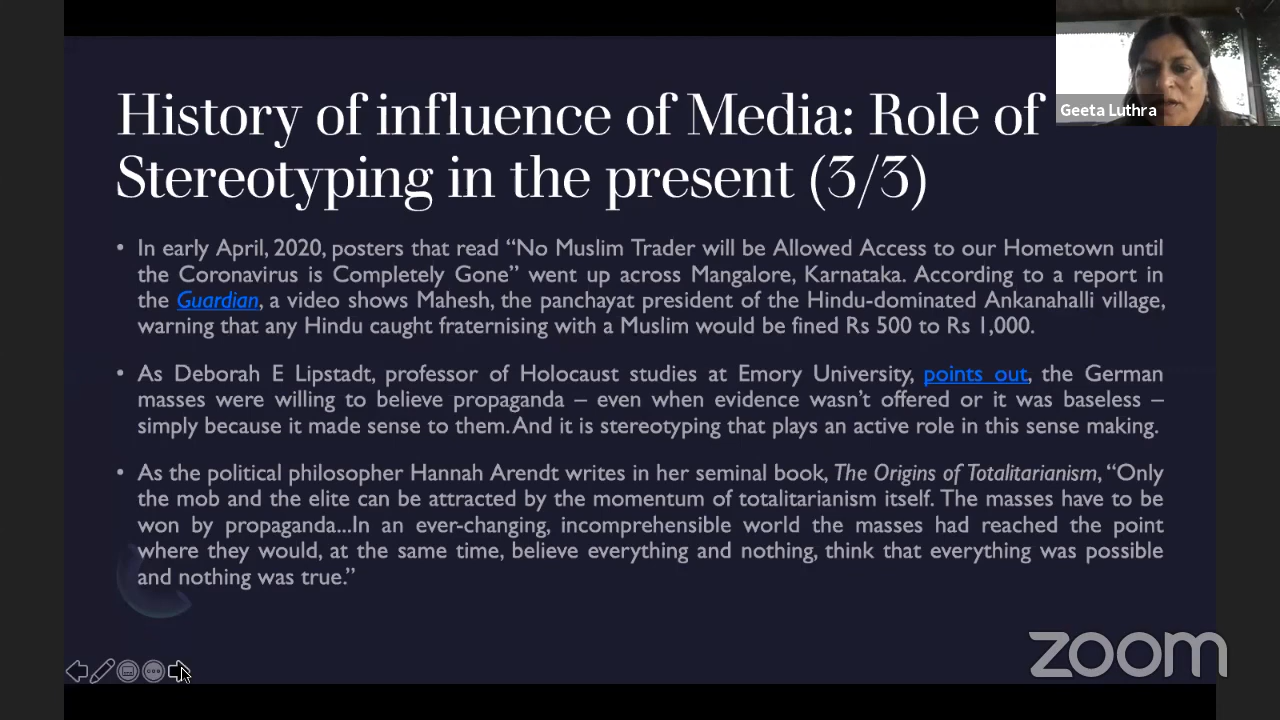 Geeta Luthra
History of influence of Media: Role of
Stereotyping in the present (3/3)
• In early April, 2020, posters that read “No Muslim Trader will be Allowed Access to our Hometown until
the Coronavirus is Completely Gone” went up across Mangalore, Karnataka. According to a report in
the Guardian, a video shows Mahesh, the panchayat president of the Hindu-dominated Ankanahalli village,
warning that any Hindu caught fraternising with a Muslim would be fined Rs 500 to Rs 1,000.
• As Deborah E Lipstadt, professor of Holocaust studies at Emory University, points out, the German
masses were willing to believe propaganda – even when evidence wasn’t offered or it was baseless –
simply because it made sense to them. And it is stereotyping that plays an active role in this sense making.
• As the political philosopher Hannah Arendt writes in her seminal book, The Origins of Totalitarianism, “Only
the mob and the elite can be attracted by the momentum of totalitarianism itself. The masses have to be
won by propaganda...In an ever-changing, incomprehensible world the masses had reached the point
where they would, at the same time, believe everything and nothing, think that everything was possible
and nothing was true.”
zoom